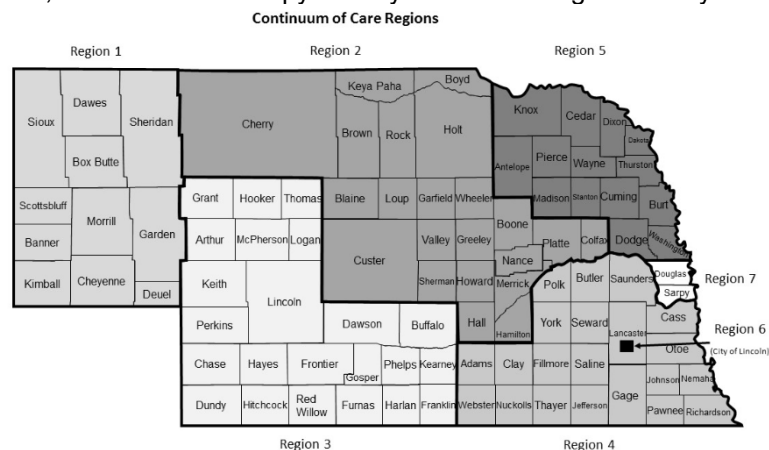 Continuum of Care Regions
Region 1
Region 2
Region 5
Sioux
Dawes
Sheridan
Box Butte
Scottsbluff
Banner
Morrill
Garden
Kimball
Cheyenne
Deuel
Cherry
Keya Paha
Boyd
Brown
Rock
Holt
Knox
Cedar
Dixon
Dakota
Antelope
Pierce
Wayne
Thurston
Madison
Stanton
Cuming
Burt
Dodge
Washington
Grant
Hooker
Thomas
Blaine
Loup
Garfield
Wheeler
Boone
Platte
Colfax
Arthur
McPherson
Logan
Custer
Valley
Greeley
Nance
Merrick
Polk
Butler
Saunders
Douglas
Sarpy
Region 7
Keith
Lincoln
Sherman
Howard
Hamilton
Hall
York
Seward
Lancaster
Cass
Otoe
Region 6
(City of Lincoln)
Perkins
Dawson
Buffalo
Chase
Hayes
Frontier
Gosper
Phelps
Kearney
Adams
Clay
Fillmore
Saline
Gage
Johnson
Nemaha
Dundy
Hitchcock
Red
Willow
Furnas
Harlan
Franklin
Webster
Nuckolls
Thayer
Jefferson
Pawnee
Richardson
Region 3
Region 4